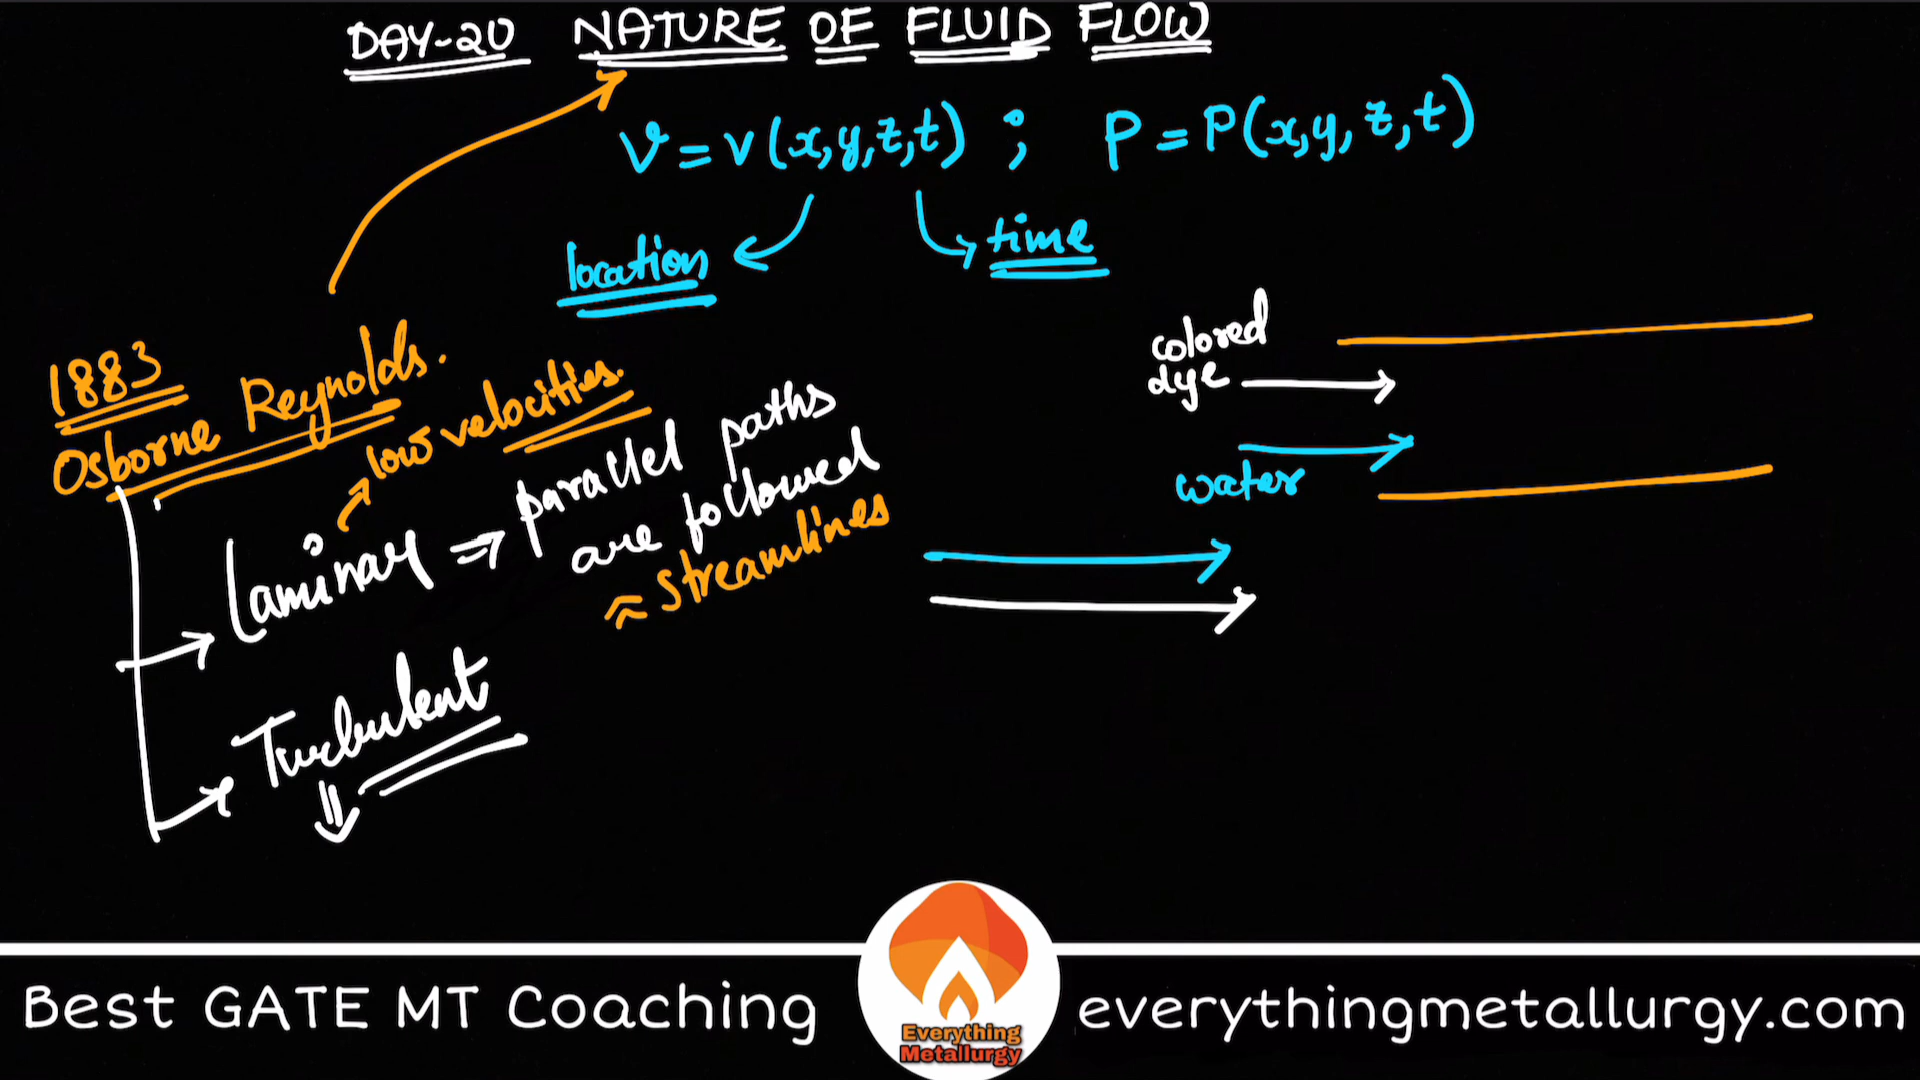 DAY-20 NATURE OF FLUID FLOW
v = v(x,y,z,t) ; P = P(x,y,z,t)
location
time
1883
Osborne Reynolds.
low velocities.
Laminar ⇒ parallel paths
are followed
≈ streamlines
Turbulent
colored
dye
water
Best GATE MT Coaching
Everything
Metallurgy
everythingmetallurgy.com